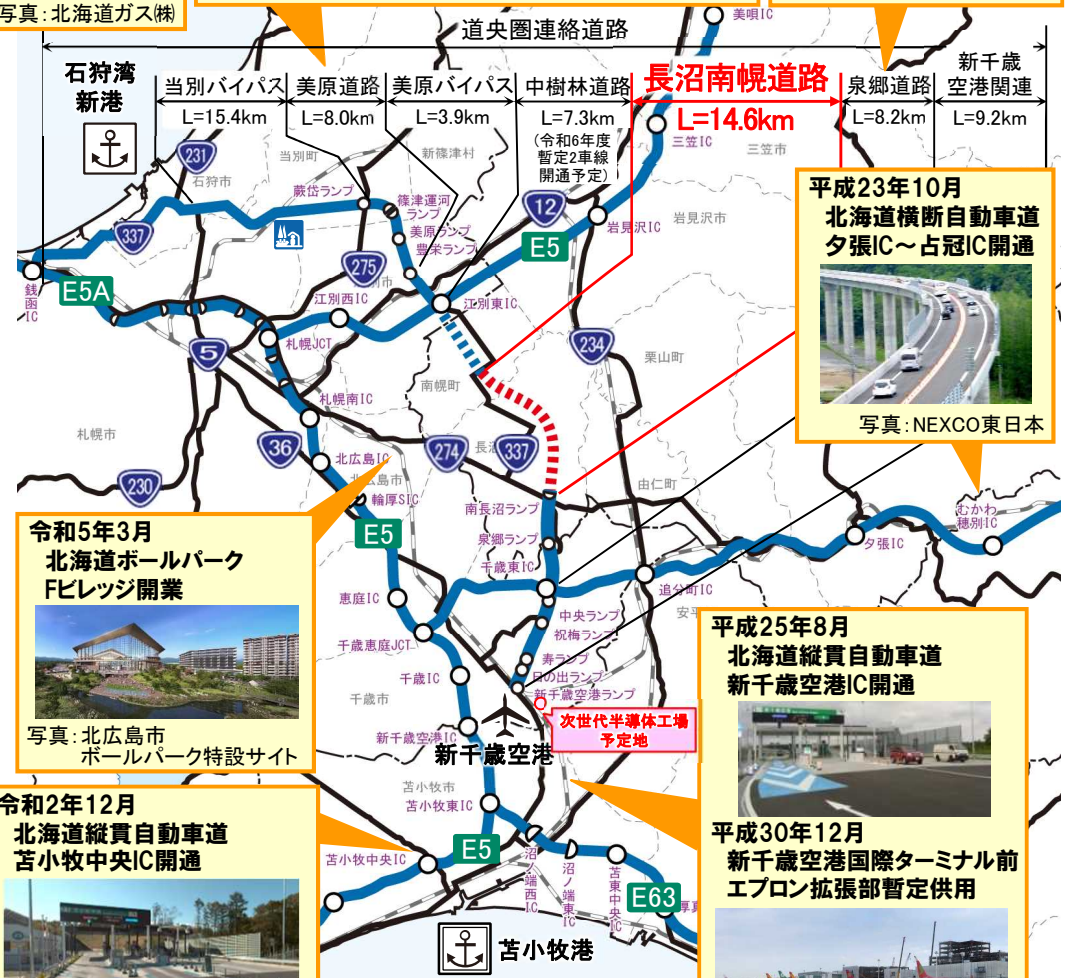 写真：北海道ガス㈱
道央圏連絡道路
美唄IC
石狩湾
新港
当別バイパス
L=15.4km
美原道路
L=8.0km
美原バイパス
L=3.9km
中樹林道路
L=7.3km
(令和6年度
暫定2車線
開通予定)
長沼南幌道路
L=14.6km
泉郷道路
L=8.2km
新千歳
空港関連
L=9.2km
231
石狩市
当別町
新篠津村
三笠IC
三笠市
337
蕨岱ランプ
篠津運河
ランプ
美原ランプ
豊栄ランプ
12
岩見沢IC
岩見沢市
E5
275
銭函IC
E5A
江別西IC
江別東IC
5
札幌JCT
234
栗山町
南幌町
札幌南IC
札幌市
36
274
337
北広島IC
北広島市
230
輪厚SIC
由仁町
南長沼ランプ
E5
泉郷ランプ
千歳東IC
むかわ
穂別IC
夕張IC
恵庭IC
追分町IC
中央ランプ
祝梅ランプ
千歳恵庭JCT
寿ランプ
日の出ランプ
千歳IC
新千歳空港ランプ
千歳市
次世代半導体工場
予定地
新千歳空港IC
新千歳空港
苫小牧市
苫小牧東IC
苫小牧中央IC
E5
沼ノ端西IC
沼ノ端東IC
苫東中央IC
E63
苫小牧港
平成23年10月
北海道横断自動車道
夕張IC～占冠IC開通
写真：NEXCO東日本
令和5年3月
北海道ボールパーク
Fビレッジ開業
写真：北広島市
ボールパーク特設サイト
平成25年8月
北海道縦貫自動車道
新千歳空港IC開通
平成30年12月
新千歳空港国際ターミナル前
エプロン拡張部暫定供用
令和2年12月
北海道縦貫自動車道
苫小牧中央IC開通